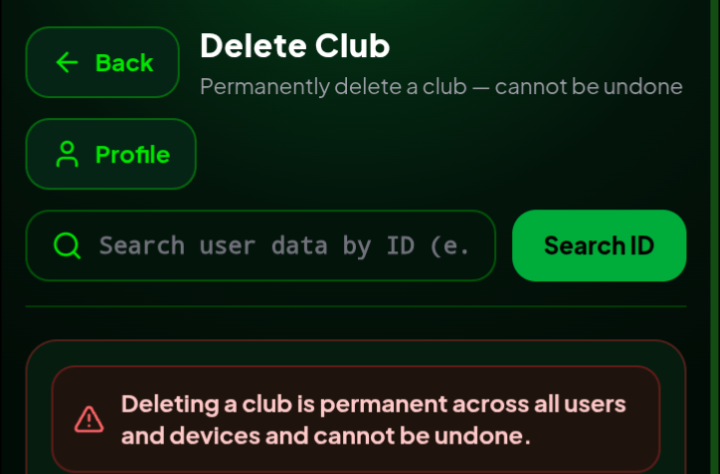 Back
Delete Club
Permanently delete a club — cannot be undone
Profile
Search user data by ID (e.
Search ID
Deleting a club is permanent across all users
and devices and cannot be undone.